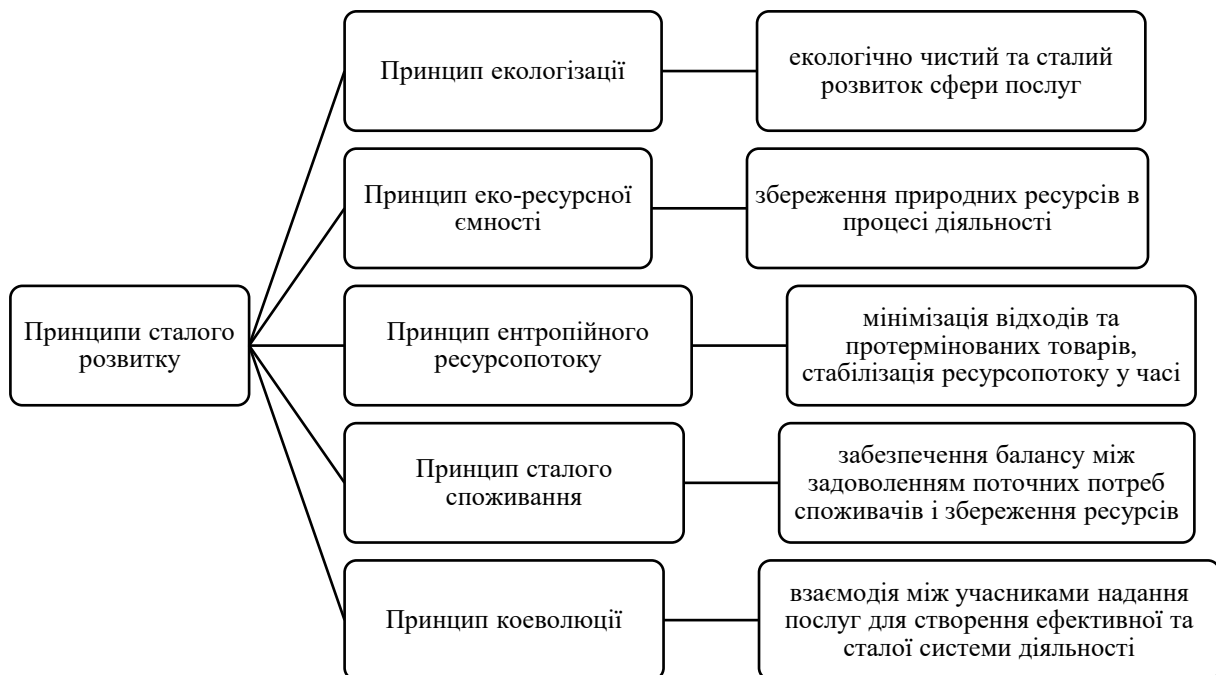 Принципи сталого
розвитку
Принцип екологізації
екологічно чистий та сталий
розвиток сфери послуг
Принцип еко-ресурсної
ємності
збереження природних ресурсів в
процесі діяльності
Принцип ентропійного
ресурсопотоку
мінімізація відходів та
протермінованих товарів,
стабілізація ресурсопотоку у часі
Принцип сталого
споживання
забезпечення балансу між
задоволенням поточних потреб
споживачів і збереження ресурсів
Принцип коеволюції
взаємодія між учасниками надання
послуг для створення ефективної та
сталої системи діяльності